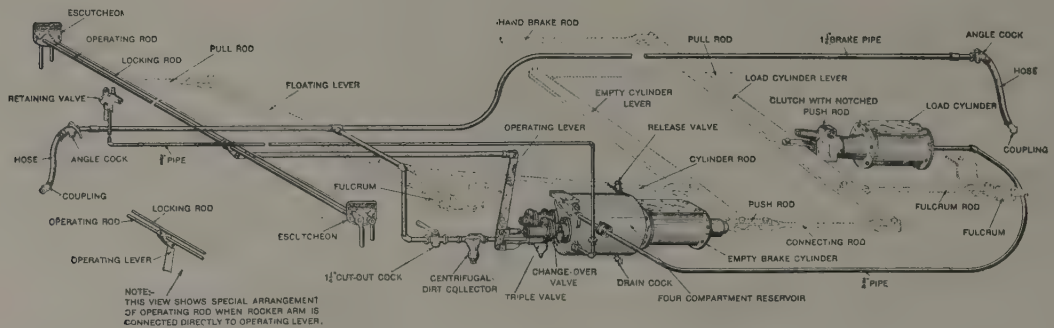 ESCUTCHEON
OPERATING ROD
LOCKING ROD
PULL ROD
RETAINING VALVE
FLOATING LEVER
HAND BRAKE ROD
PULL ROD
1¼" BRAKE PIPE
ANGLE COCK
HOSE
EMPTY CYLINDER
LEVER
LOAD CYLINDER LEVER
CLUTCH WITH NOTCHED
PUSH ROD
LOAD CYLINDER
COUPLING
OPERATING LEVER
RELEASE VALVE
CYLINDER ROD
HOSE
ANGLE COCK
PIPE
COUPLING
FULCRUM
PUSH ROD
FULCRUM ROD
FULCRUM
LOCKING ROD
OPERATING ROD
OPERATING LEVER
ESCUTCHEON
CONNECTING ROD
EMPTY BRAKE CYLINDER
1¼" CUT-OUT COCK
CENTRIFUGAL
DIRT COLLECTOR
CHANGE-OVER
VALVE
TRIPLE VALVE
DRAIN COCK
FOUR COMPARTMENT RESERVOIR
PIPE
NOTE:-
THIS VIEW SHOWS SPECIAL ARRANGEMENT
OF OPERATING ROD WHEN ROCKER ARM IS
CONNECTED DIRECTLY TO OPERATING LEVER.